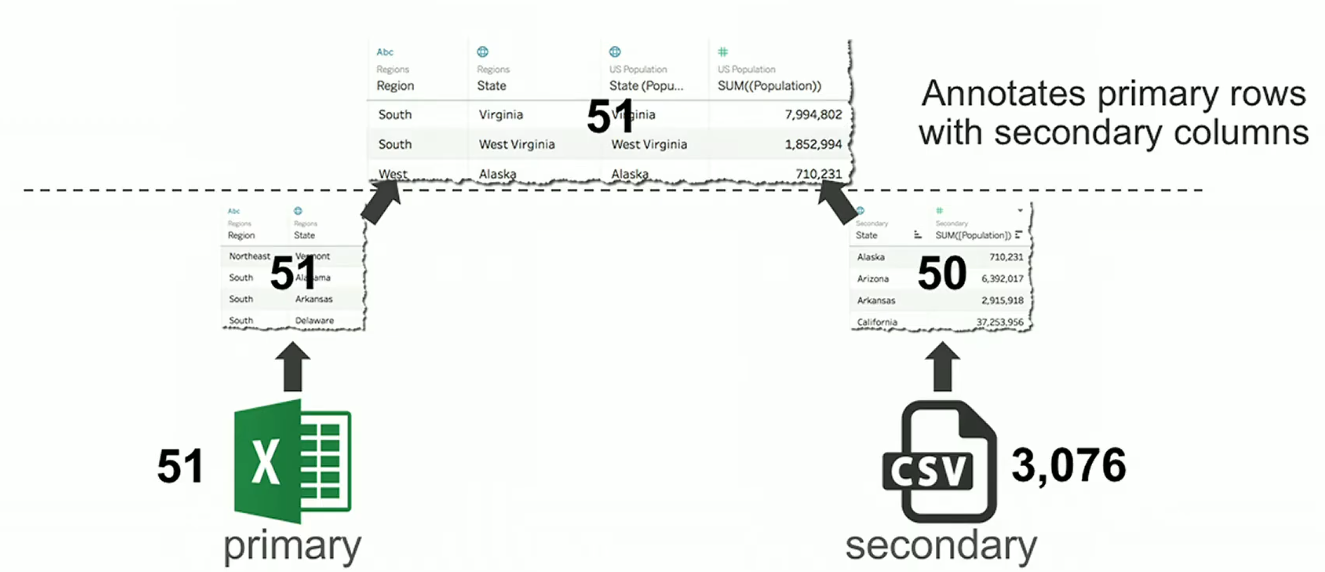 Abc
Regions Regions US Population US Population
Region State State (Popu... SUM((Population))
South Virginia Virginia 7,994,802
51
South West Virginia West Virginia 1,852,994
West Alaska Alaska 710,231
Annotates primary rows
with secondary columns
Abc
Regions Regions
Region State
Northeast Vermont
51
South Alabama
South Arkansas
South Delaware
Secondary Secondary
State SUM([Population])
Alaska 710,231
50
Arizona 6,392,017
Arkansas 2,915,918
California 37,253,956
51
X
primary
CSV
3,076
secondary